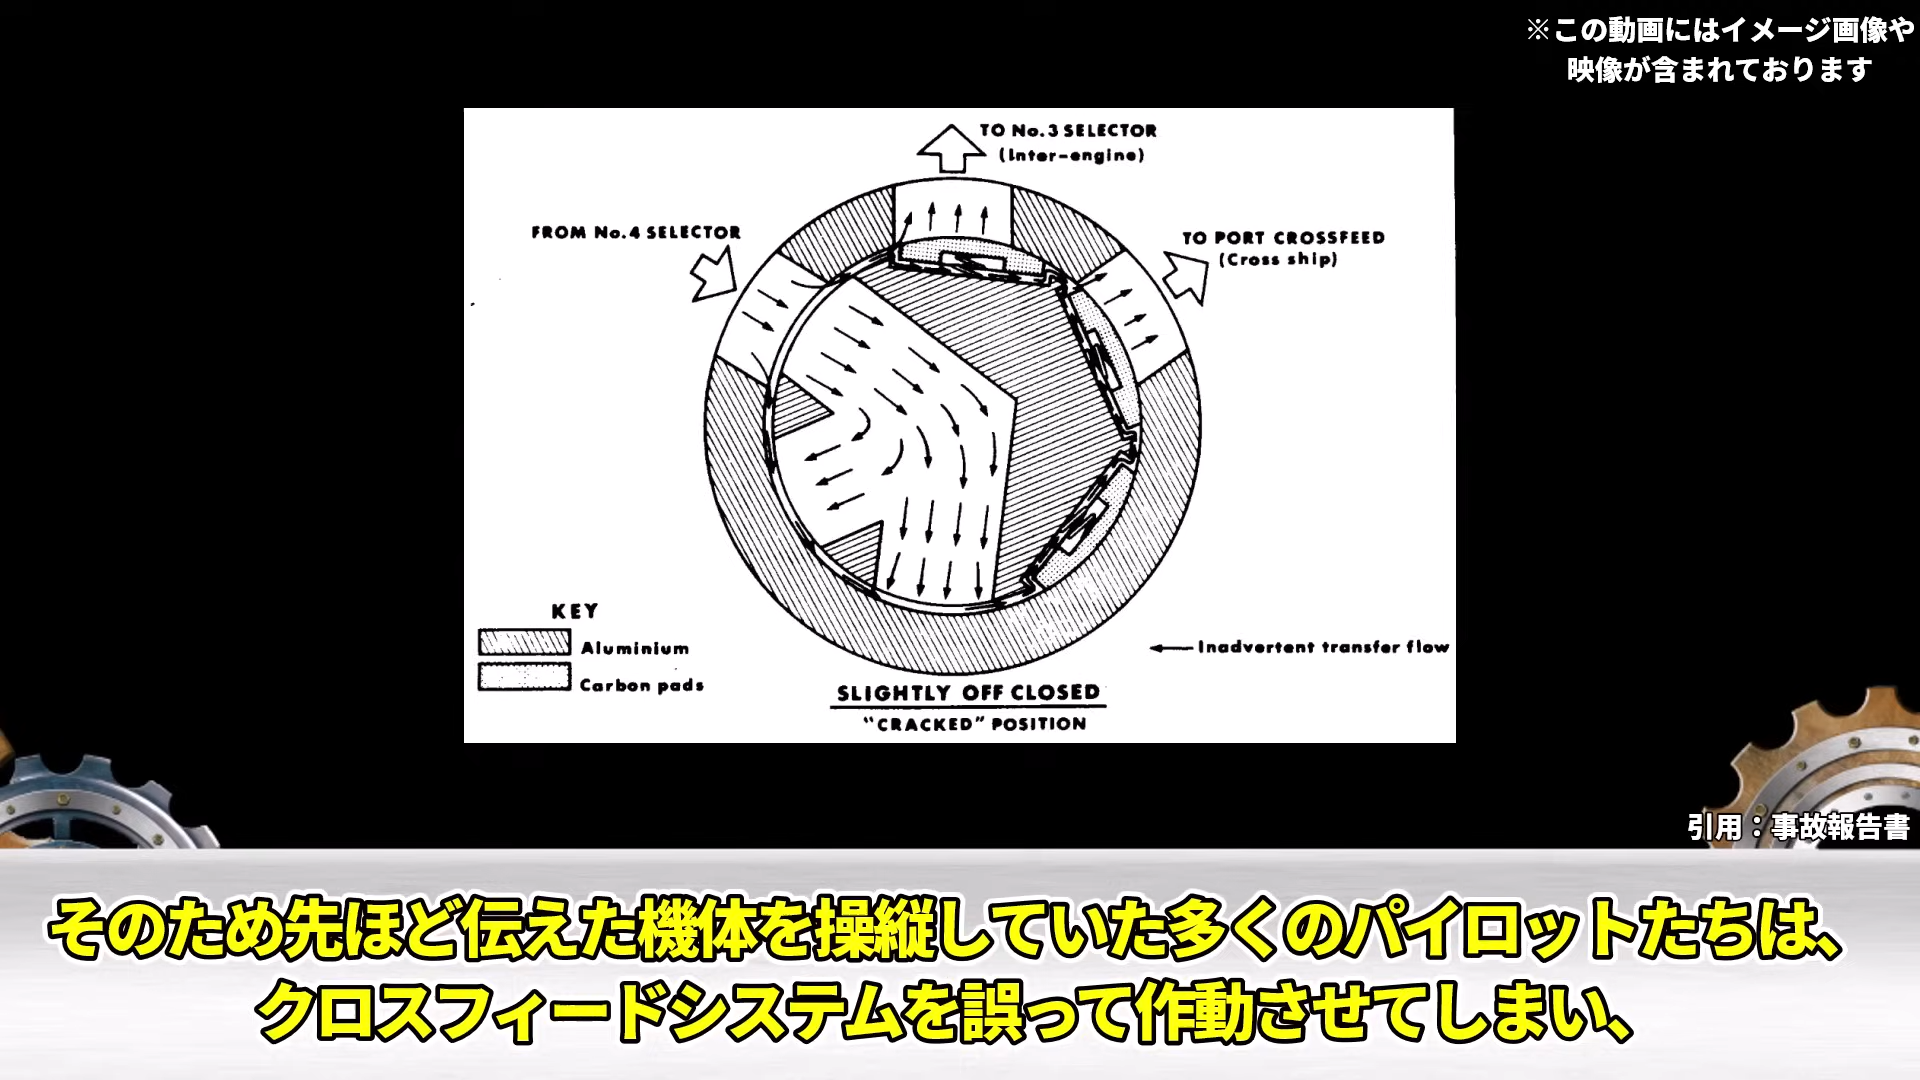 ※この動画にはイメージ画像や
映像が含まれております
TO No.3 SELECTOR
(Inter-engine)
FROM No.4 SELECTOR
TO PORT CROSSFEED
(Cross ship)
KEY
Aluminium
Carbon pads
Inadvertent transfer flow
SLIGHTLY OFF CLOSED
"CRACKED" POSITION
引用：事故報告書
そのため先ほど伝えた機体を操縦していた多くのパイロットたちは、
クロスフィードシステムを誤って作動させてしまい、